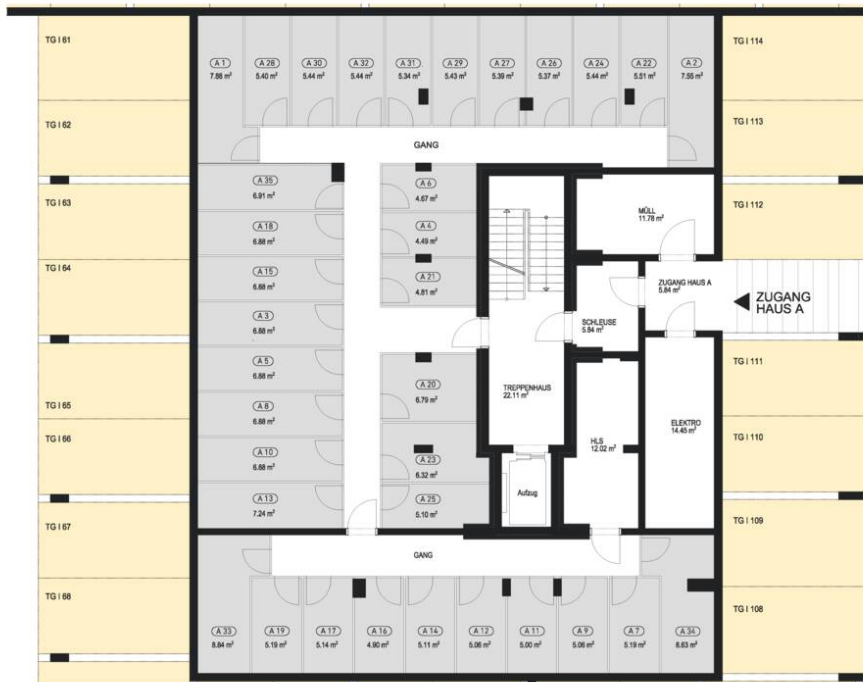 TG I 61
A 1
7.88 m²
A 28
5.40 m²
A 30
5.44 m²
A 32
5.44 m²
A 31
5.34 m²
A 29
5.43 m²
A 27
5.39 m²
A 26
5.37 m²
A 24
5.44 m²
A 22
5.51 m²
A 2
7.55 m²
TG I 114
TG I 62
TG I 113
GANG
A 35
6.91 m²
A 6
4.67 m²
TG I 63
TG I 112
MÜLL
11.78 m²
A 18
6.88 m²
A 4
4.49 m²
TG I 64
A 15
6.88 m²
A 21
4.81 m²
ZUGANG HAUS A
5.84 m²
ZUGANG
HAUS A
A 3
6.88 m²
SCHLEUSE
5.84 m²
A 5
6.88 m²
TG I 111
A 20
6.79 m²
TREPPENHAUS
22.11 m²
TG I 65
A 8
6.88 m²
ELEKTRO
14.45 m²
TG I 66
TG I 110
A 10
6.88 m²
A 23
6.32 m²
HLS
12.02 m²
A 13
7.24 m²
A 25
5.10 m²
Aufzug
TG I 67
TG I 109
GANG
TG I 68
TG I 108
A 33
8.84 m²
A 19
5.19 m²
A 17
5.14 m²
A 16
4.90 m²
A 14
5.11 m²
A 12
5.06 m²
A 11
5.00 m²
A 9
5.06 m²
A 7
5.19 m²
A 34
6.63 m²